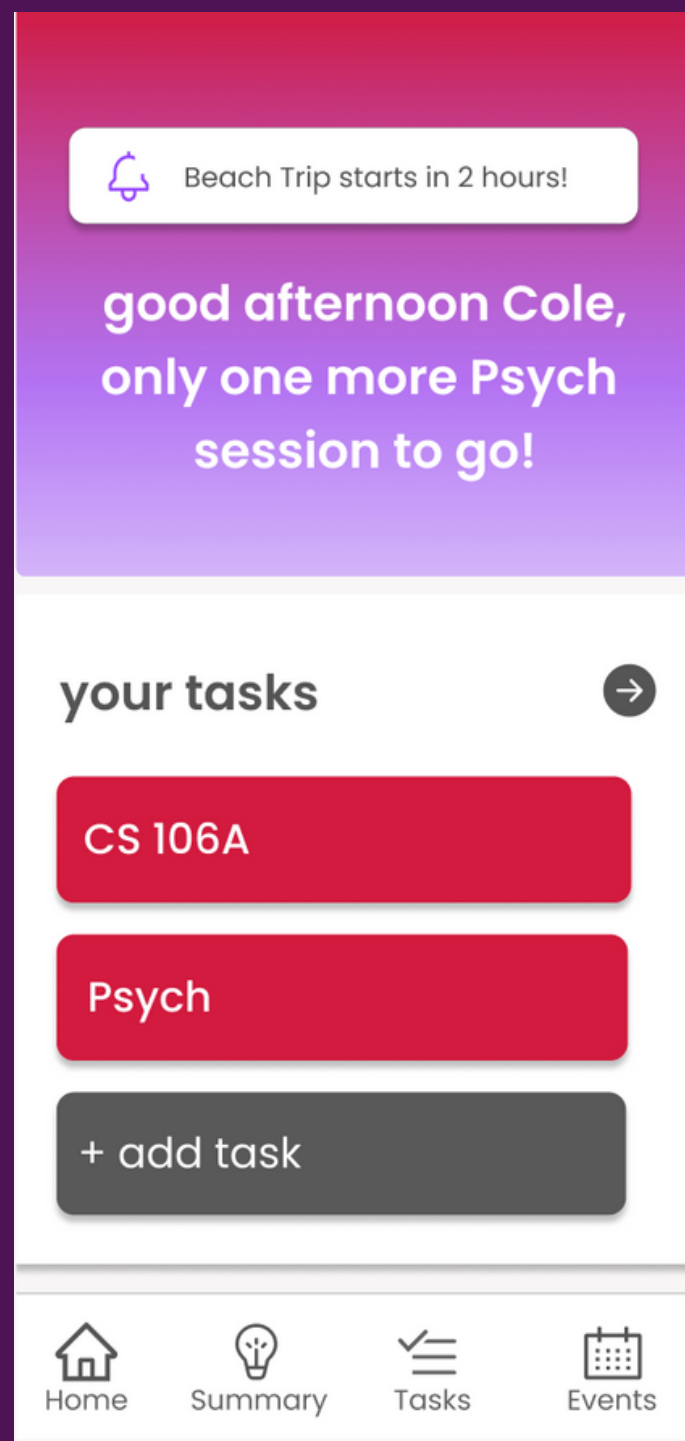 Beach Trip starts in 2 hours!
good afternoon Cole,
only one more Psych
session to go!
your tasks
CS 106A
Psych
+ add task
Home
Summary
Tasks
Events